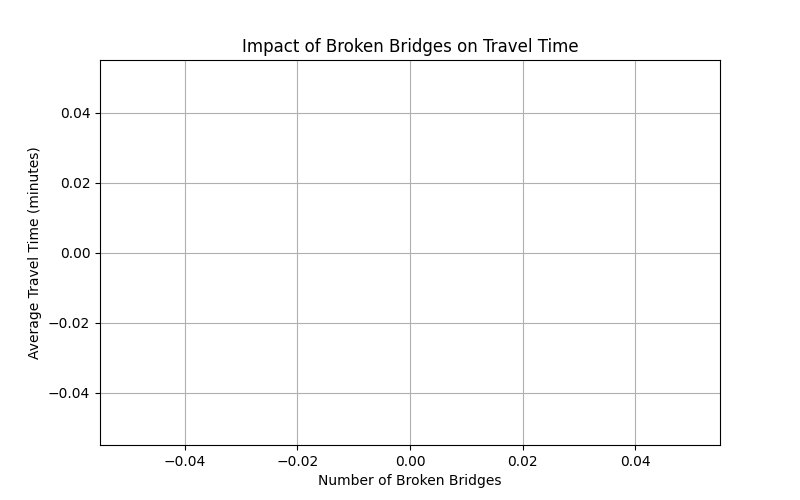 Impact of Broken Bridges on Travel Time
0.04
0.02
0.00
−0.02
−0.04
Average Travel Time (minutes)
−0.04 −0.02 0.00 0.02 0.04
Number of Broken Bridges